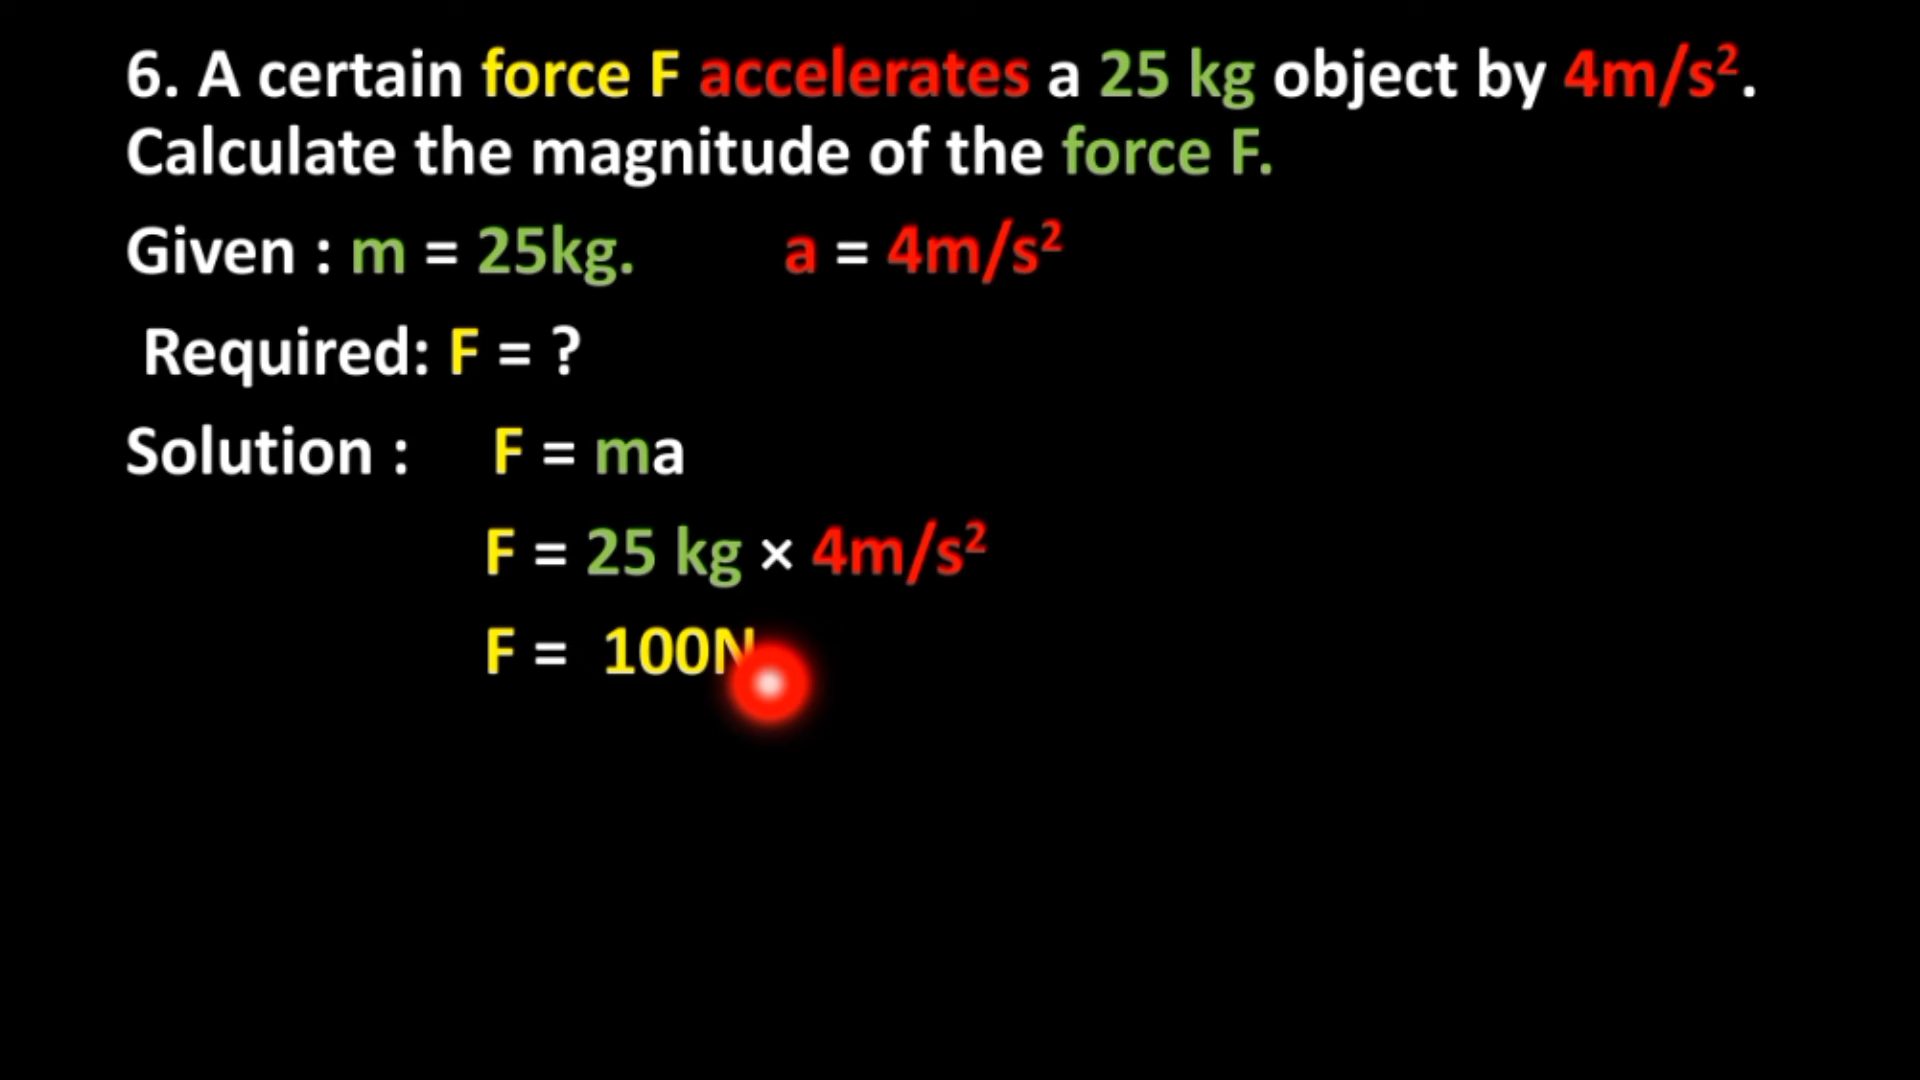 6. A certain force F accelerates a 25 kg object by 4m/s².
Calculate the magnitude of the force F.
Given : m = 25kg. a = 4m/s²
Required: F = ?
Solution : F = ma
F = 25 kg × 4m/s²
F = 100N